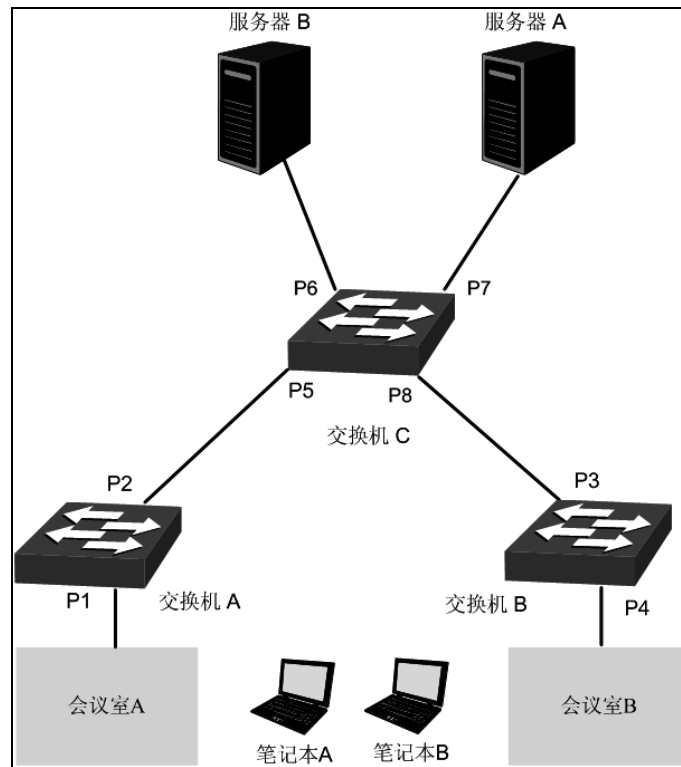 服务器 B
服务器 A
P6
P7
P5
P8
交换机 C
P2
P3
P1
交换机 A
交换机 B
P4
会议室A
会议室B
笔记本A
笔记本B